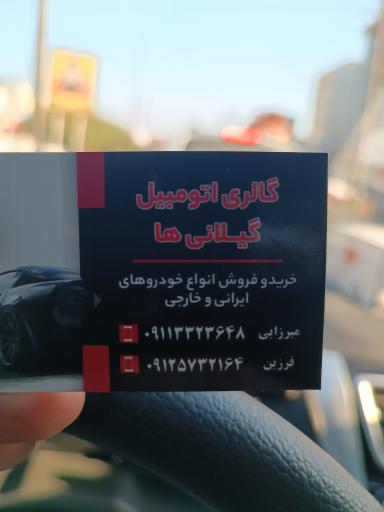 گالری اتومبیل
گیلانی ها
خرید و فروش انواع خودروهای
ایرانی و خارجی
میرزایی ۰۹۱۱۳۳۲۳۶۴۸
فرزین ۰۹۱۲۵۷۳۲۱۶۴